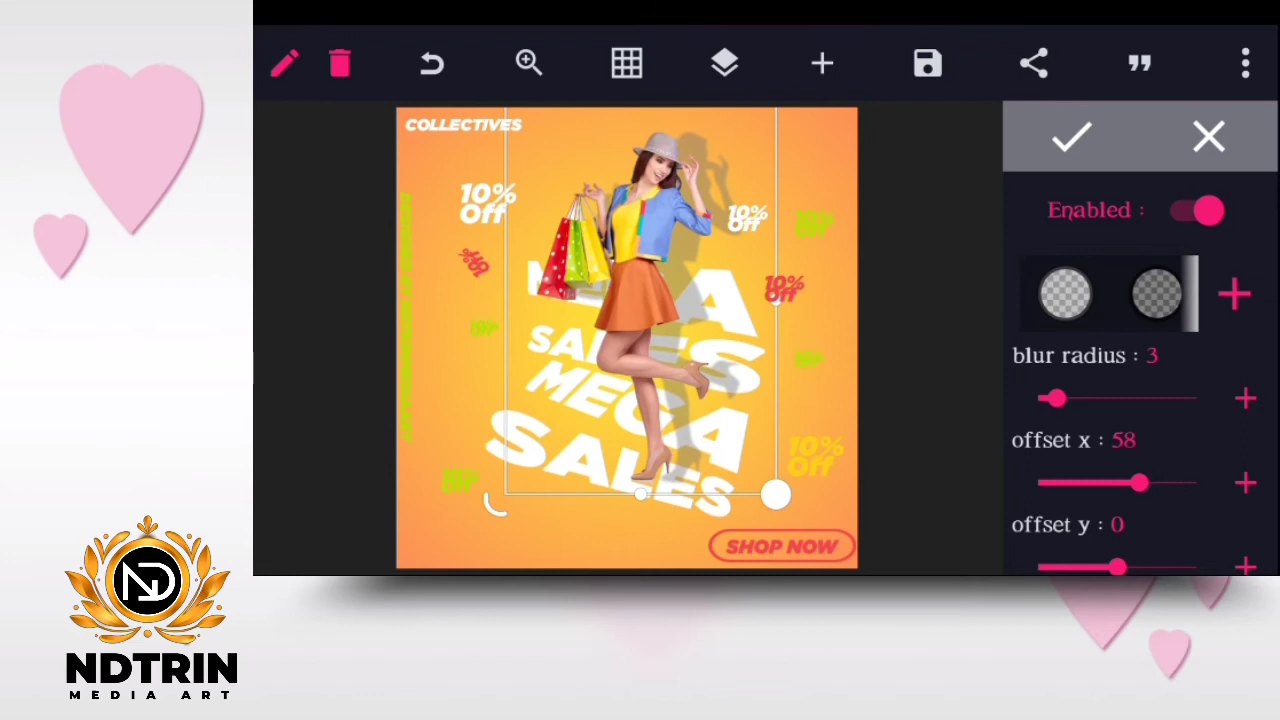 COLLECTIVES
10%
Off
10%
Off
10%
Off
SALES
MEGA
SALES
10%
Off
SHOP NOW
Enabled :
blur radius : 3
offset x : 58
offset y : 0
ND
NDTRIN
MEDIA ART